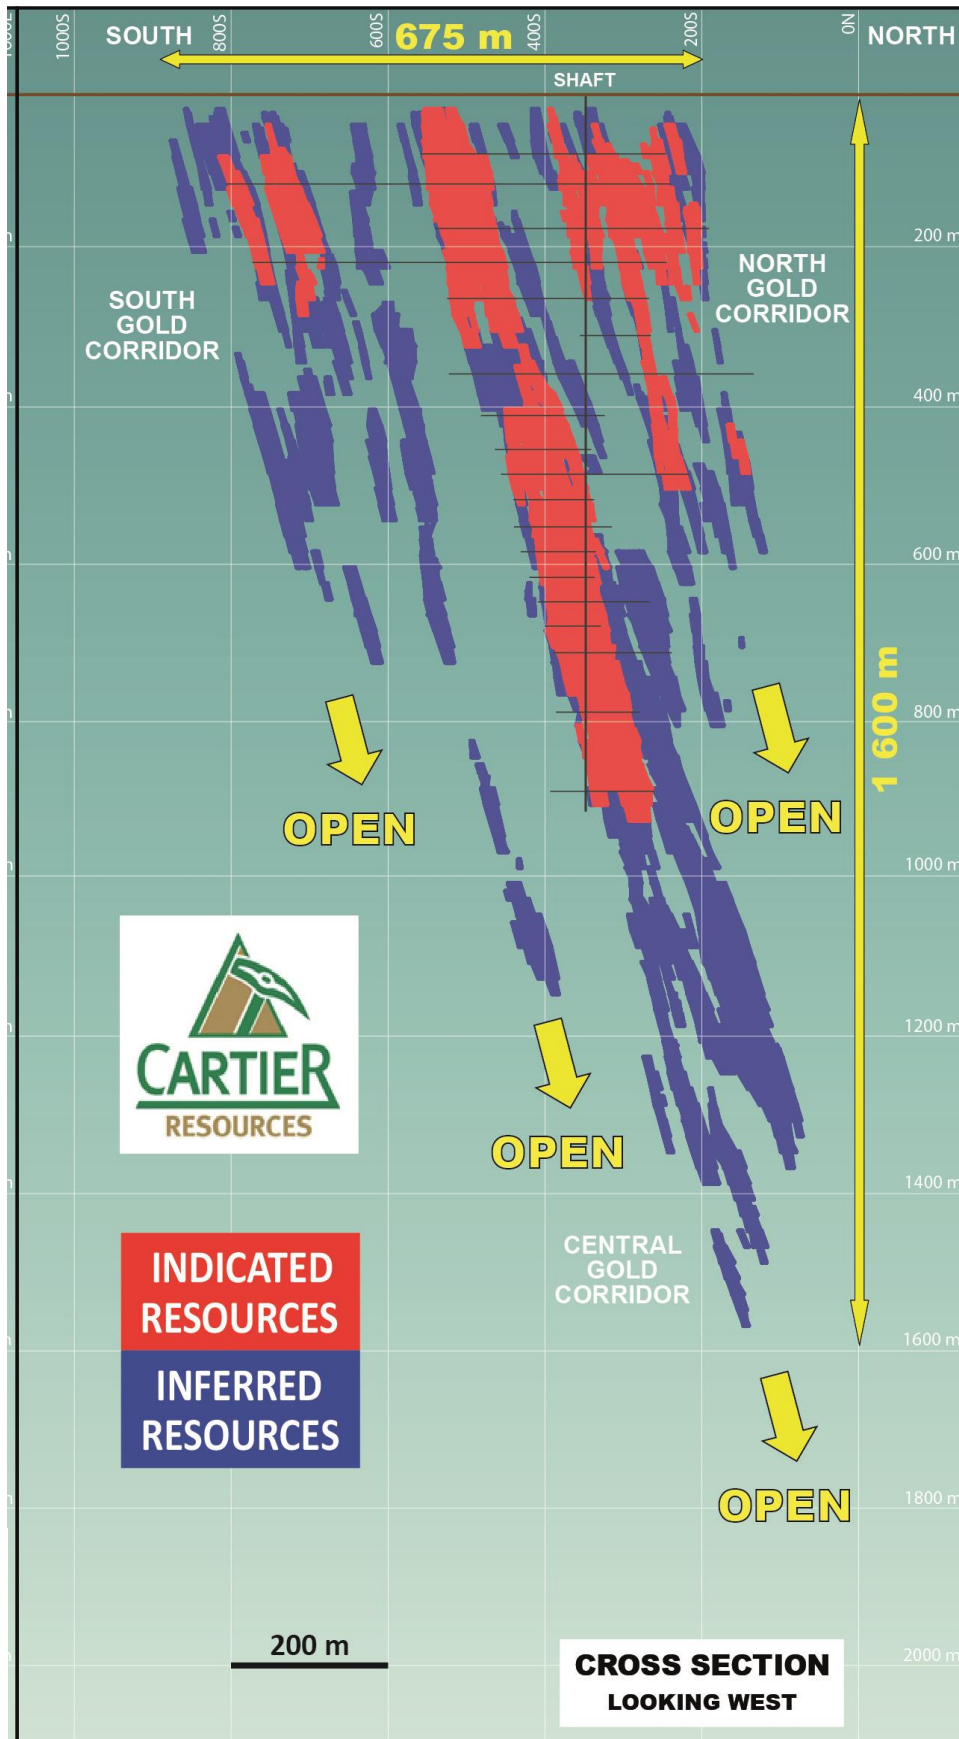 1000S
SOUTH
800S
600S
675 m
400S
200S
0N
NORTH
SHAFT
200 m
NORTH
GOLD
CORRIDOR
SOUTH
GOLD
CORRIDOR
400 m
600 m
800 m
1 600 m
OPEN
OPEN
1000 m
CARTIER
RESOURCES
1200 m
OPEN
1400 m
CENTRAL
GOLD
CORRIDOR
INDICATED
RESOURCES
1600 m
INFERRED
RESOURCES
OPEN
1800 m
200 m
2000 m
CROSS SECTION
LOOKING WEST